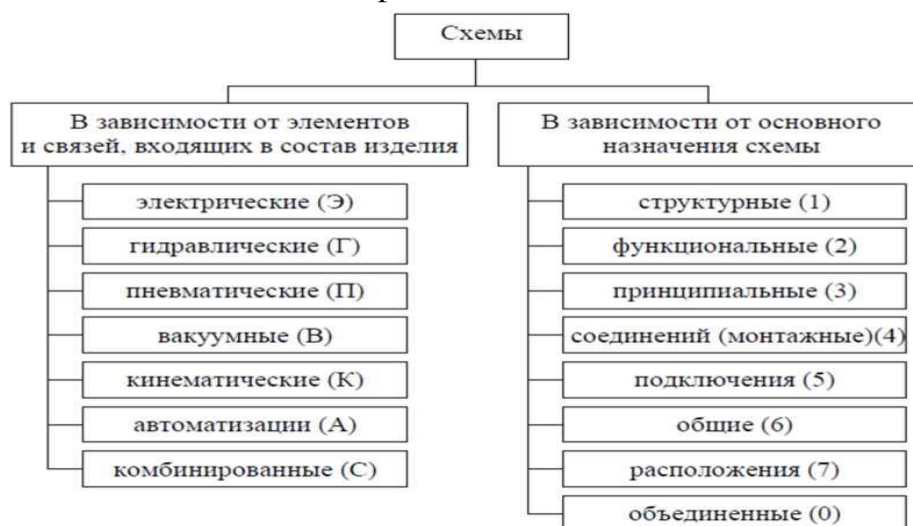 Схемы
В зависимости от элементов
и связей, входящих в состав изделия
электрические (Э)
гидравлические (Г)
пневматические (П)
вакуумные (В)
кинематические (К)
автоматизации (А)
комбинированные (С)
В зависимости от основного
назначения схемы
структурные (1)
функциональные (2)
принципиальные (3)
соединений (монтажные)(4)
подключения (5)
общие (6)
расположения (7)
объединенные (0)